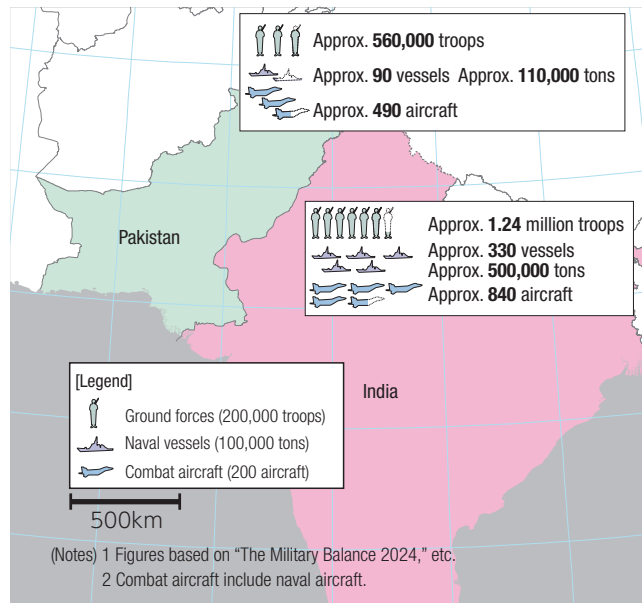 Approx. 560,000 troops
Approx. 90 vessels Approx. 110,000 tons
Approx. 490 aircraft
Pakistan
Approx. 1.24 million troops
Approx. 330 vessels
Approx. 500,000 tons
Approx. 840 aircraft
India
[Legend]
Ground forces (200,000 troops)
Naval vessels (100,000 tons)
Combat aircraft (200 aircraft)
500km
(Notes) 1 Figures based on “The Military Balance 2024,” etc.
2 Combat aircraft include naval aircraft.